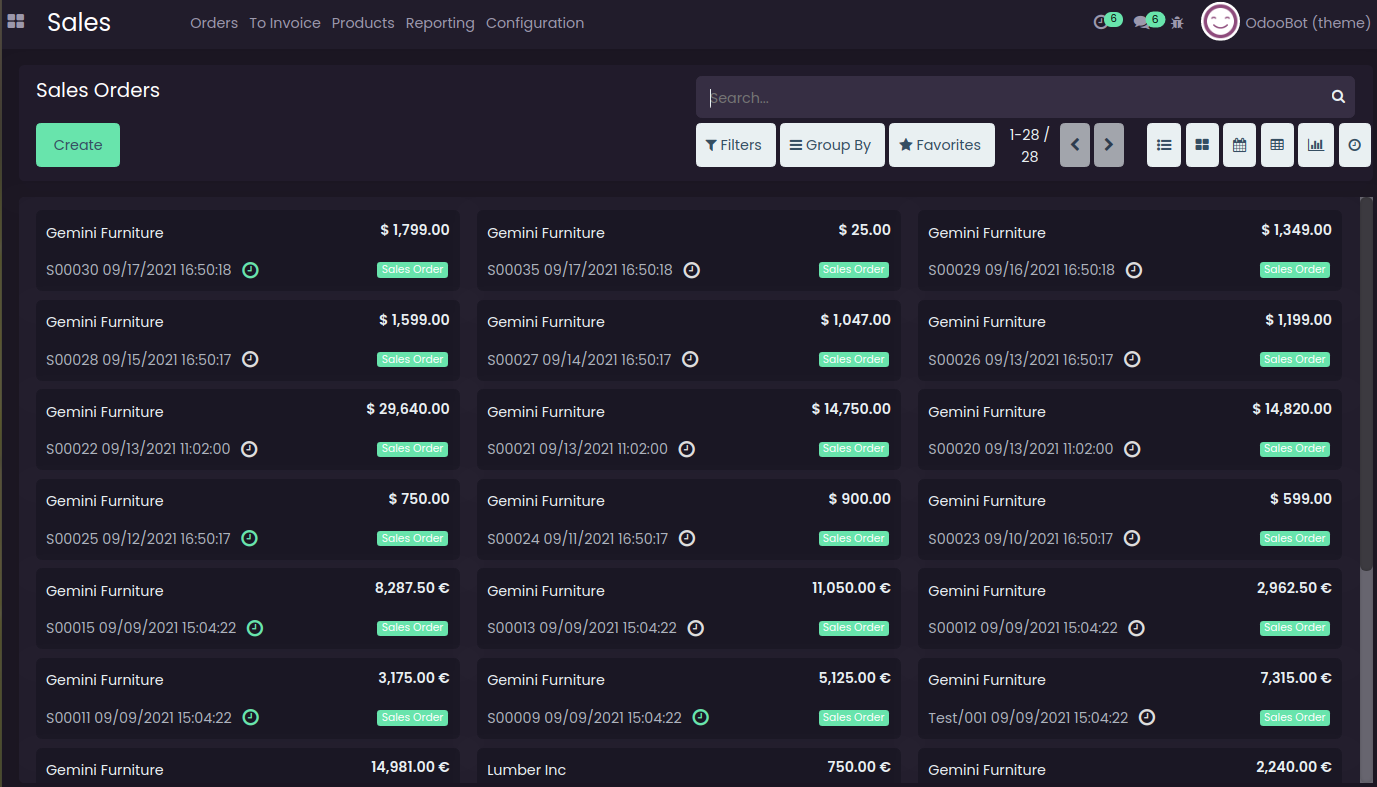 Sales Orders To Invoice Products Reporting Configuration 6 6 OdooBot (theme)
Sales Orders
Search...
Create Filters Group By Favorites 1-28 / 28
Gemini Furniture $ 1,799.00 Gemini Furniture $ 25.00 Gemini Furniture $ 1,349.00
S00030 09/17/2021 16:50:18 Sales Order S00035 09/17/2021 16:50:18 Sales Order S00029 09/16/2021 16:50:18 Sales Order
Gemini Furniture $ 1,599.00 Gemini Furniture $ 1,047.00 Gemini Furniture $ 1,199.00
S00028 09/15/2021 16:50:17 Sales Order S00027 09/14/2021 16:50:17 Sales Order S00026 09/13/2021 16:50:17 Sales Order
Gemini Furniture $ 29,640.00 Gemini Furniture $ 14,750.00 Gemini Furniture $ 14,820.00
S00022 09/13/2021 11:02:00 Sales Order S00021 09/13/2021 11:02:00 Sales Order S00020 09/13/2021 11:02:00 Sales Order
Gemini Furniture $ 750.00 Gemini Furniture $ 900.00 Gemini Furniture $ 599.00
S00025 09/12/2021 16:50:17 Sales Order S00024 09/11/2021 16:50:17 Sales Order S00023 09/10/2021 16:50:17 Sales Order
Gemini Furniture 8,287.50 € Gemini Furniture 11,050.00 € Gemini Furniture 2,962.50 €
S00015 09/09/2021 15:04:22 Sales Order S00013 09/09/2021 15:04:22 Sales Order S00012 09/09/2021 15:04:22 Sales Order
Gemini Furniture 3,175.00 € Gemini Furniture 5,125.00 € Gemini Furniture 7,315.00 €
S00011 09/09/2021 15:04:22 Sales Order S00009 09/09/2021 15:04:22 Sales Order Test/001 09/09/2021 15:04:22 Sales Order
Gemini Furniture 14,981.00 € Lumber Inc 750.00 € Gemini Furniture 2,240.00 €